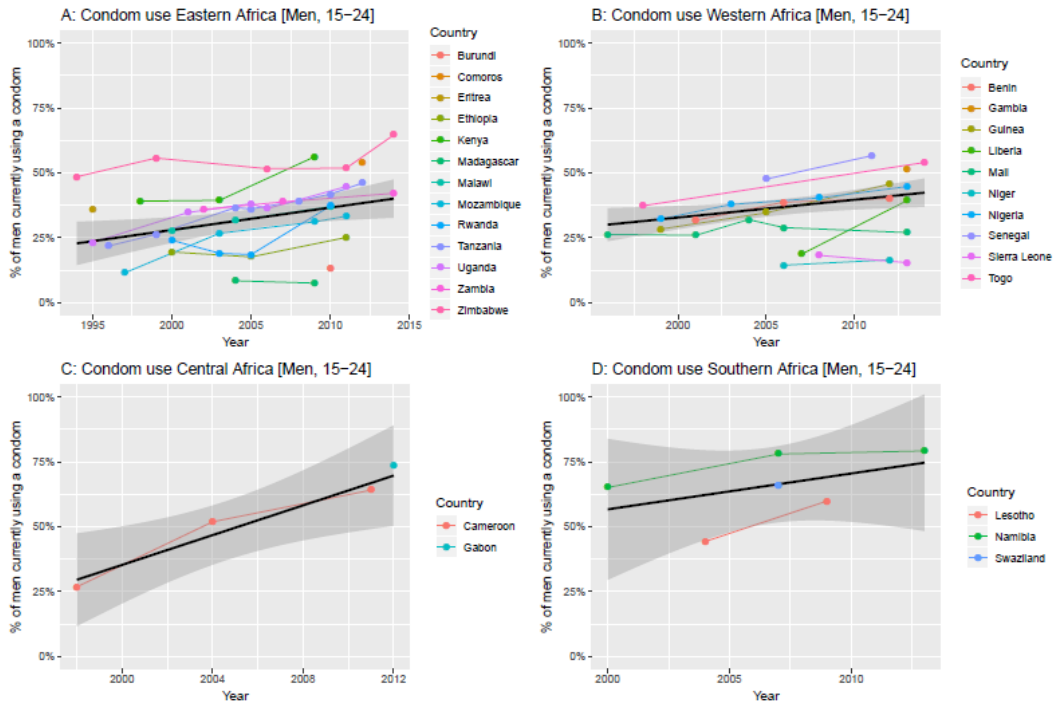 A: Condom use Eastern Africa [Men, 15−24]
% of men currently using a condom
100%
75%
50%
25%
0%
1995
2000
2005
2010
2015
Year
Country
Burundi
Comoros
Eritrea
Ethiopia
Kenya
Madagascar
Malawi
Mozambique
Rwanda
Tanzania
Uganda
Zambia
Zimbabwe
B: Condom use Western Africa [Men, 15−24]
% of men currently using a condom
100%
75%
50%
25%
0%
2000
2005
2010
Year
Country
Benin
Gambia
Guinea
Liberia
Mali
Niger
Nigeria
Senegal
Sierra Leone
Togo
C: Condom use Central Africa [Men, 15−24]
% of men currently using a condom
100%
75%
50%
25%
0%
2000
2004
2008
2012
Year
Country
Cameroon
Gabon
D: Condom use Southern Africa [Men, 15−24]
% of men currently using a condom
100%
75%
50%
25%
0%
2000
2005
2010
Year
Country
Lesotho
Namibia
Swaziland